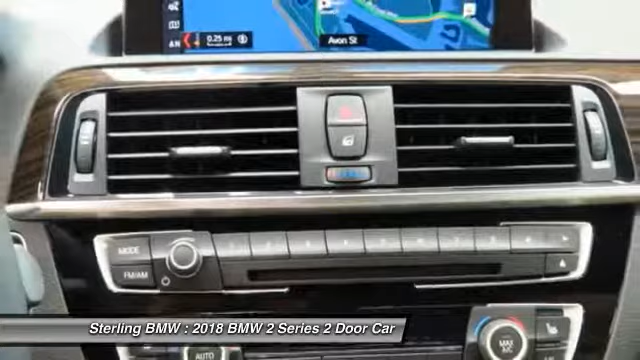 0.25 mi
Avon St
MODE
FM/AM
1 2 3 4 5 6 7 8
Sterling BMW : 2018 BMW 2 Series 2 Door Car
AUTO
MAX
A/C